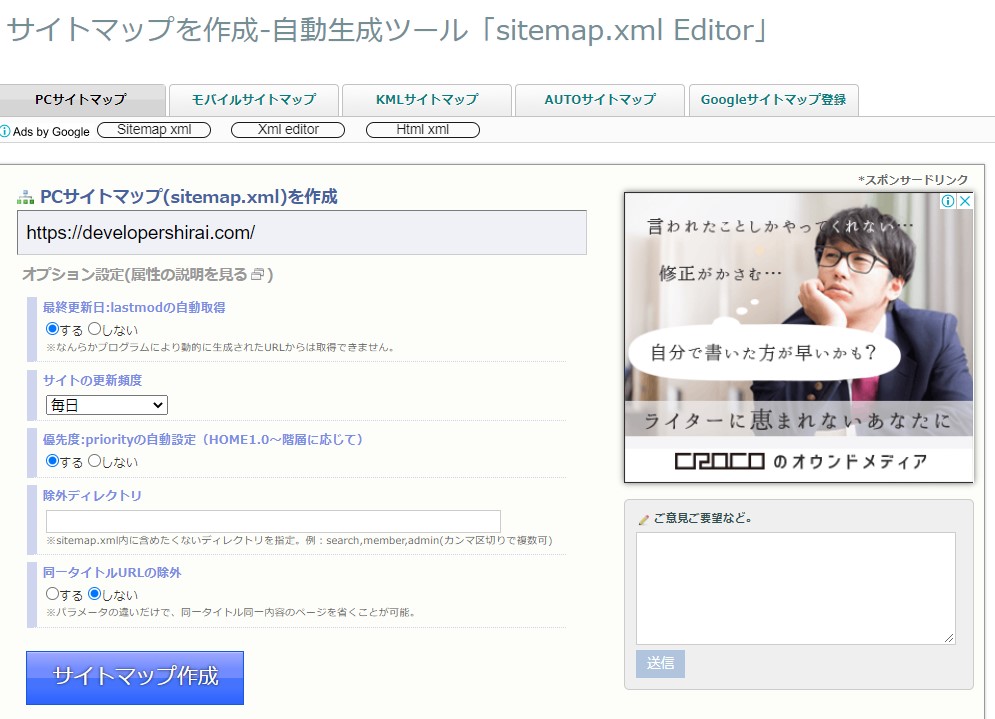 サイトマップを作成-自動生成ツール「sitemap.xml Editor」
PCサイトマップ
モバイルサイトマップ
KMLサイトマップ
AUTOサイトマップ
Googleサイトマップ登録
Ads by Google
Sitemap xml
Xml editor
Html xml
*スポンサードリンク
PCサイトマップ(sitemap.xml)を作成
https://developershirai.com/
オプション設定(属性の説明を見る)
最終更新日:lastmodの自動取得
する しない
※なんらかプログラムにより動的に生成されたURLからは取得できません。
サイトの更新頻度
毎日
優先度:priorityの自動設定（HOME1.0～階層に応じて）
する しない
除外ディレクトリ
※sitemap.xml内に含めたくないディレクトリを指定。例：search,member,admin(カンマ区切りで複数可)
同一タイトルURLの除外
する しない
※パラメータの違いだけで、同一タイトル同一内容のページを省くことが可能。
サイトマップ作成
言われたことしかやってくれない…
修正がかさむ…
自分で書いた方が早いかも？
ライターに恵まれないあなたに
CROCO のオウンドメディア
ご意見ご要望など。
送信